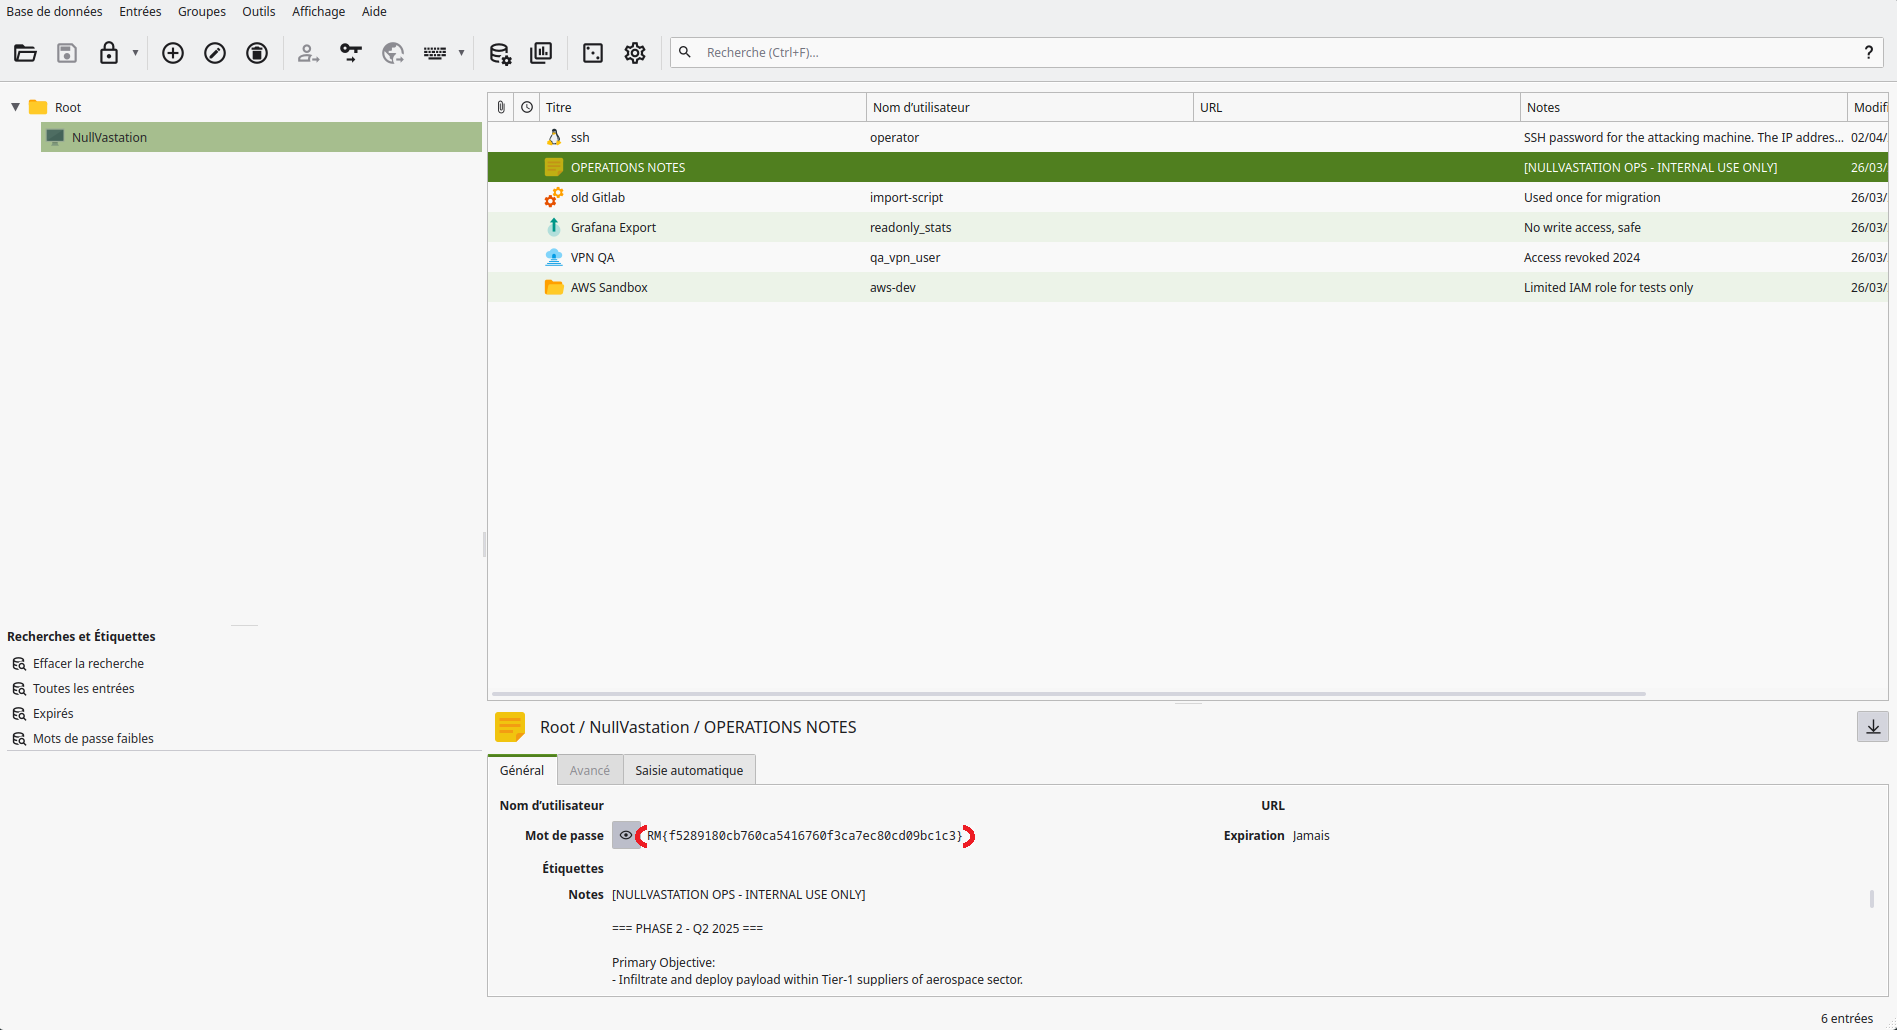 Base de données Entrées Groupes Outils Affichage Aide
Recherche (Ctrl+F)... ?
Root
NullVastation
Titre Nom d’utilisateur URL Notes Modif
ssh operator SSH password for the attacking machine. The IP addres... 02/04/
OPERATIONS NOTES [NULLVASTATION OPS - INTERNAL USE ONLY] 26/03/
old Gitlab import-script Used once for migration 26/03/
Grafana Export readonly_stats No write access, safe 26/03/
VPN QA qa_vpn_user Access revoked 2024 26/03/
AWS Sandbox aws-dev Limited IAM role for tests only 26/03/
Recherches et Étiquettes
Effacer la recherche
Toutes les entrées
Expirés
Mots de passe faibles
Root / NullVastation / OPERATIONS NOTES
Général Avancé Saisie automatique
Nom d’utilisateur URL
Mot de passe RM{f5289180cb760ca5416760f3ca7ec80cd09bc1c3} Expiration Jamais
Étiquettes
Notes [NULLVASTATION OPS - INTERNAL USE ONLY]
=== PHASE 2 - Q2 2025 ===
Primary Objective:
- Infiltrate and deploy payload within Tier-1 suppliers of aerospace sector.
6 entrées